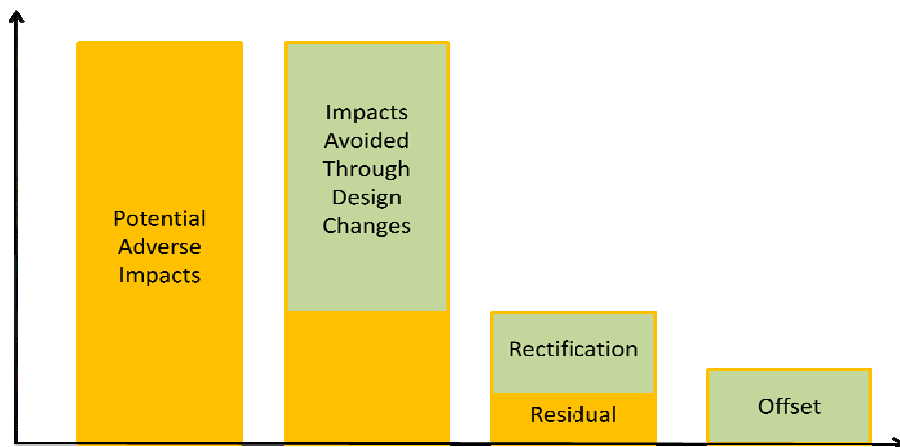 Potential
Adverse
Impacts
Impacts
Avoided
Through
Design
Changes
Rectification
Residual
Offset